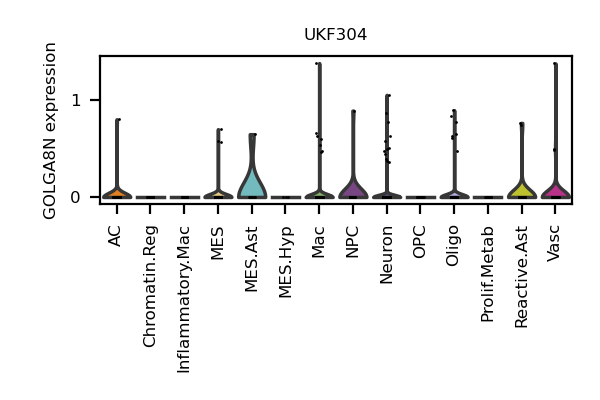 UKF304
GOLGA8N expression
1
0
AC
Chromatin.Reg
Inflammatory.Mac
MES
MES.Ast
MES.Hyp
Mac
NPC
Neuron
OPC
Oligo
Prolif.Metab
Reactive.Ast
Vasc